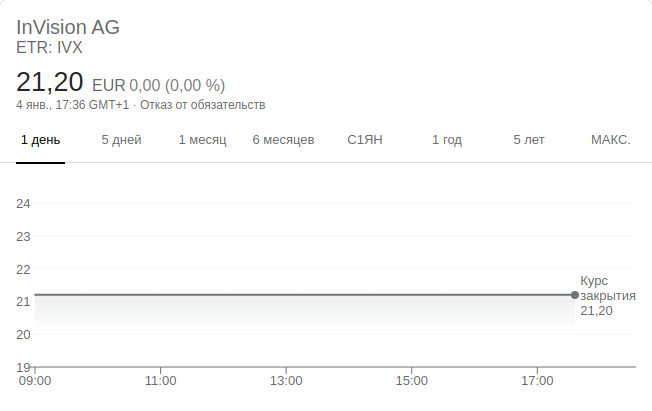 InVision AG
ETR: IVX
21,20 EUR 0,00 (0,00 %)
4 янв., 17:36 GMT+1 · Отказ от обязательств
1 день 5 дней 1 месяц 6 месяцев С1ЯН 1 год 5 лет МАКС.
24
23
22
21
20
19
Курс
закрытия
21,20
09:00 11:00 13:00 15:00 17:00